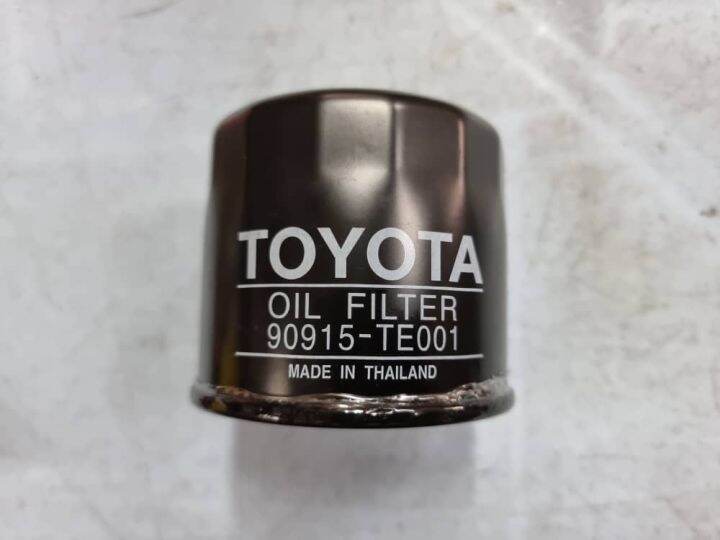 TOYOTA
OIL FILTER
90915-TE001
MADE IN THAILAND